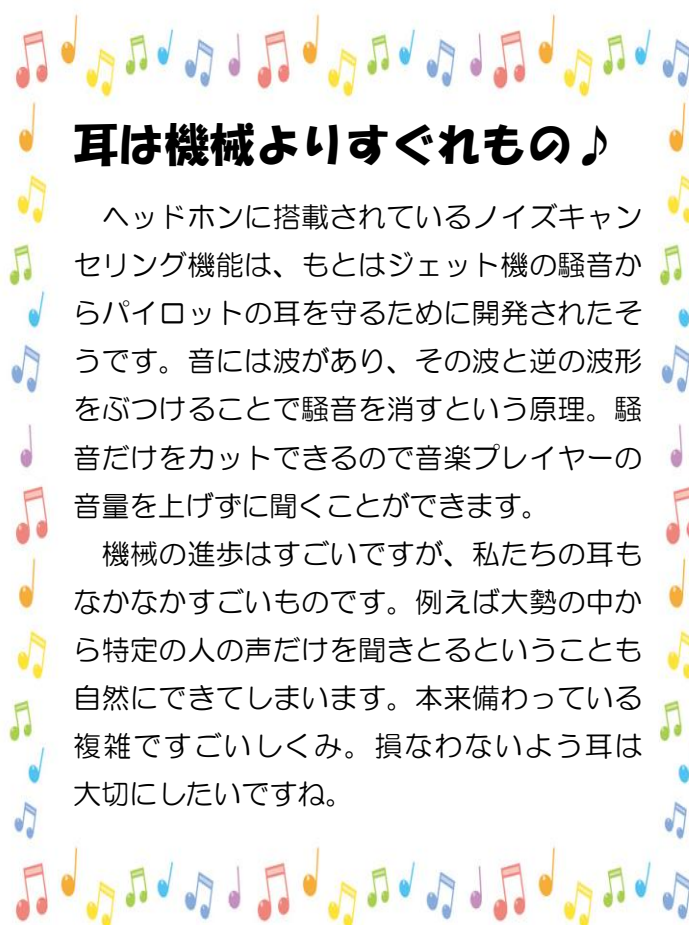 耳は機械よりすぐれもの♪
ヘッドホンに搭載されているノイズキャン
セリング機能は、もとはジェット機の騒音か
らパイロットの耳を守るために開発されたそ
うです。音には波があり、その波と逆の波形
をぶつけることで騒音を消すという原理。騒
音だけをカットできるので音楽プレイヤーの
音量を上げずに聞くことができます。
機械の進歩はすごいですが、私たちの耳も
なかなかすごいものです。例えば大勢の中か
ら特定の人の声だけを聞きとるということも
自然にできてしまいます。本来備わっている
複雑ですごいしくみ。損なわないよう耳は
大切にしたいですね。